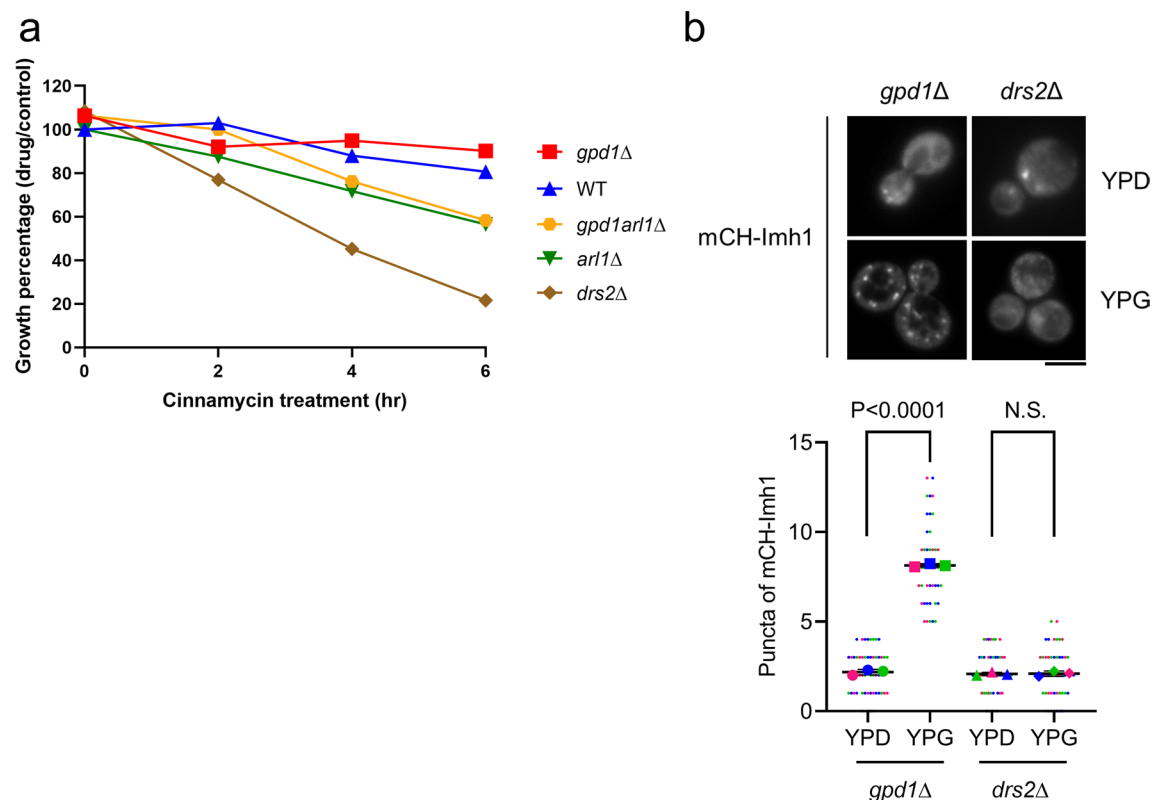 a
Growth percentage (drug/control)
120
100
80
60
40
20
0
0 2 4 6
Cinnamycin treatment (hr)
gpd1Δ
WT
gpd1arl1Δ
arl1Δ
drs2Δ
b
gpd1Δ drs2Δ
mCH-Imh1
YPD
YPG
P<0.0001 N.S.
Puncta of mCH-Imh1
15
10
5
0
YPD YPG YPD YPG
gpd1Δ drs2Δ